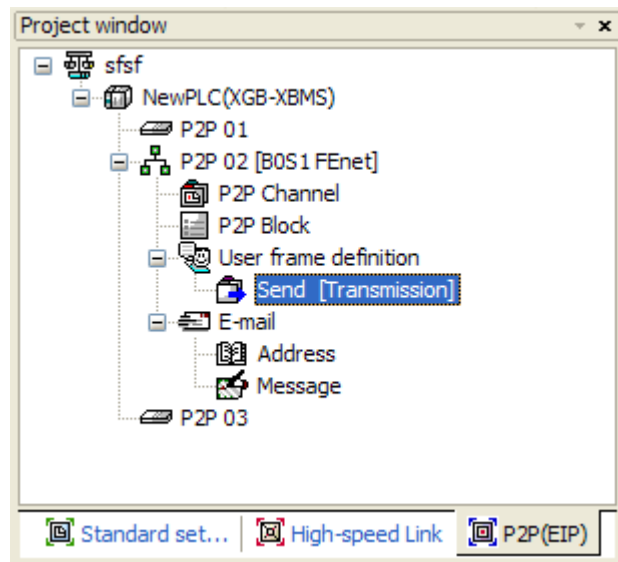 Project window
sfsf
NewPLC(XGB-XBMS)
P2P 01
P2P 02 [B0S1 FEnet]
P2P Channel
P2P Block
User frame definition
Send [Transmission]
E-mail
Address
Message
P2P 03
Standard set... High-speed Link P2P(EIP)